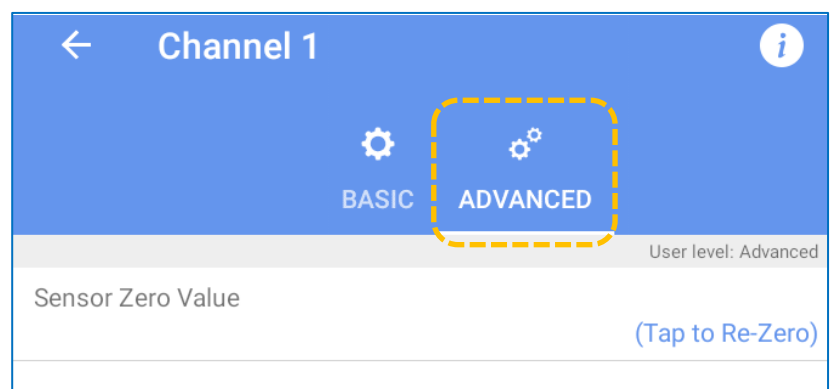 Channel 1
i
BASIC ADVANCED
User level: Advanced
Sensor Zero Value
(Tap to Re-Zero)